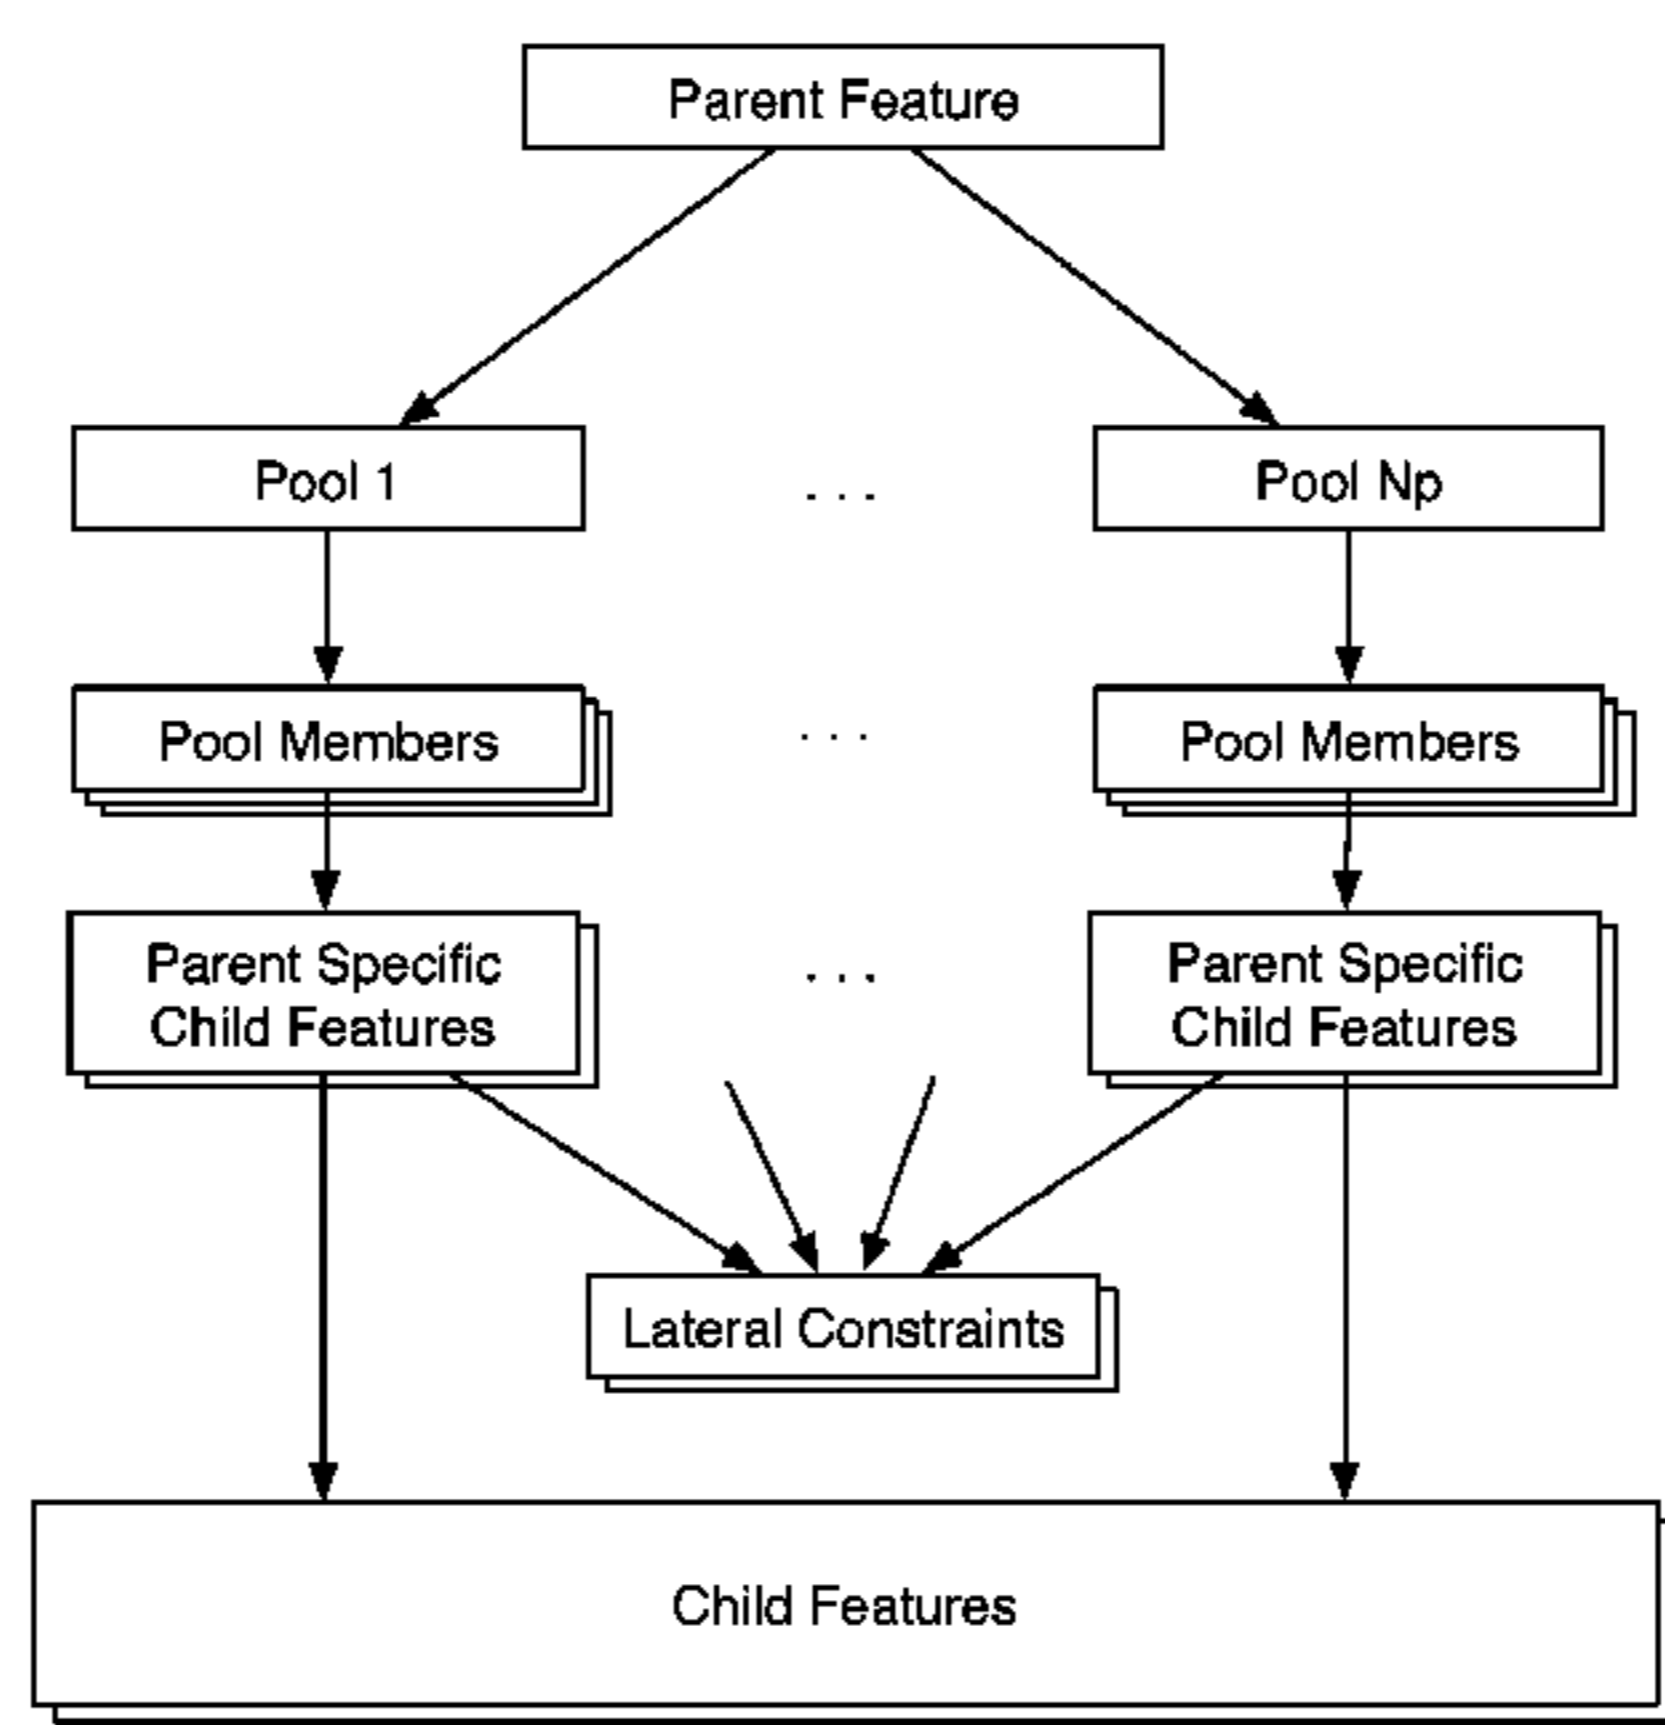 Parent Feature
Pool 1
. . .
Pool Np
Pool Members
. . .
Pool Members
Parent Specific
Child Features
. . .
Parent Specific
Child Features
Lateral Constraints
Child Features